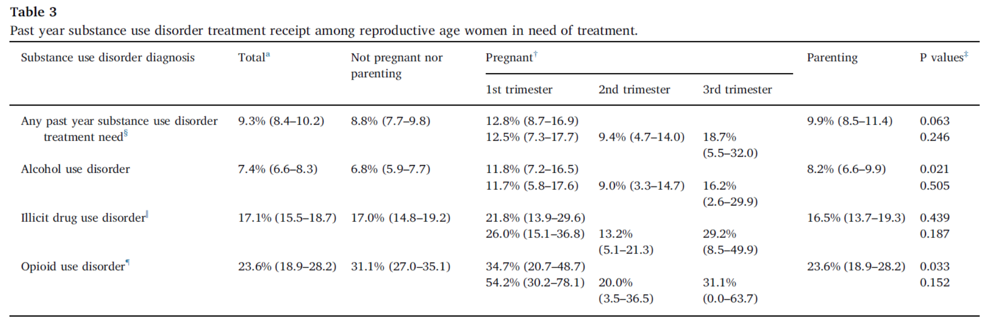 Table 3
Past year substance use disorder treatment receipt among reproductive age women in need of treatment.
Substance use disorder diagnosis Totalᵃ Not pregnant nor Pregnant† Parenting P values‡
parenting
1st trimester 2nd trimester 3rd trimester
Any past year substance use disorder 9.3% (8.4–10.2) 8.8% (7.7–9.8) 12.8% (8.7–16.9) 9.9% (8.5–11.4) 0.063
treatment need§ 12.5% (7.3–17.7) 9.4% (4.7–14.0) 18.7% 0.246
(5.5–32.0)
Alcohol use disorder 7.4% (6.6–8.3) 6.8% (5.9–7.7) 11.8% (7.2–16.5) 8.2% (6.6–9.9) 0.021
11.7% (5.8–17.6) 9.0% (3.3–14.7) 16.2% 0.505
(2.6–29.9)
Illicit drug use disorder‖ 17.1% (15.5–18.7) 17.0% (14.8–19.2) 21.8% (13.9–29.6) 16.5% (13.7–19.3) 0.439
26.0% (15.1–36.8) 13.2% 29.2% 0.187
(5.1–21.3) (8.5–49.9)
Opioid use disorder¶ 23.6% (18.9–28.2) 31.1% (27.0–35.1) 34.7% (20.7–48.7) 23.6% (18.9–28.2) 0.033
54.2% (30.2–78.1) 20.0% 31.1% 0.152
(3.5–36.5) (0.0–63.7)